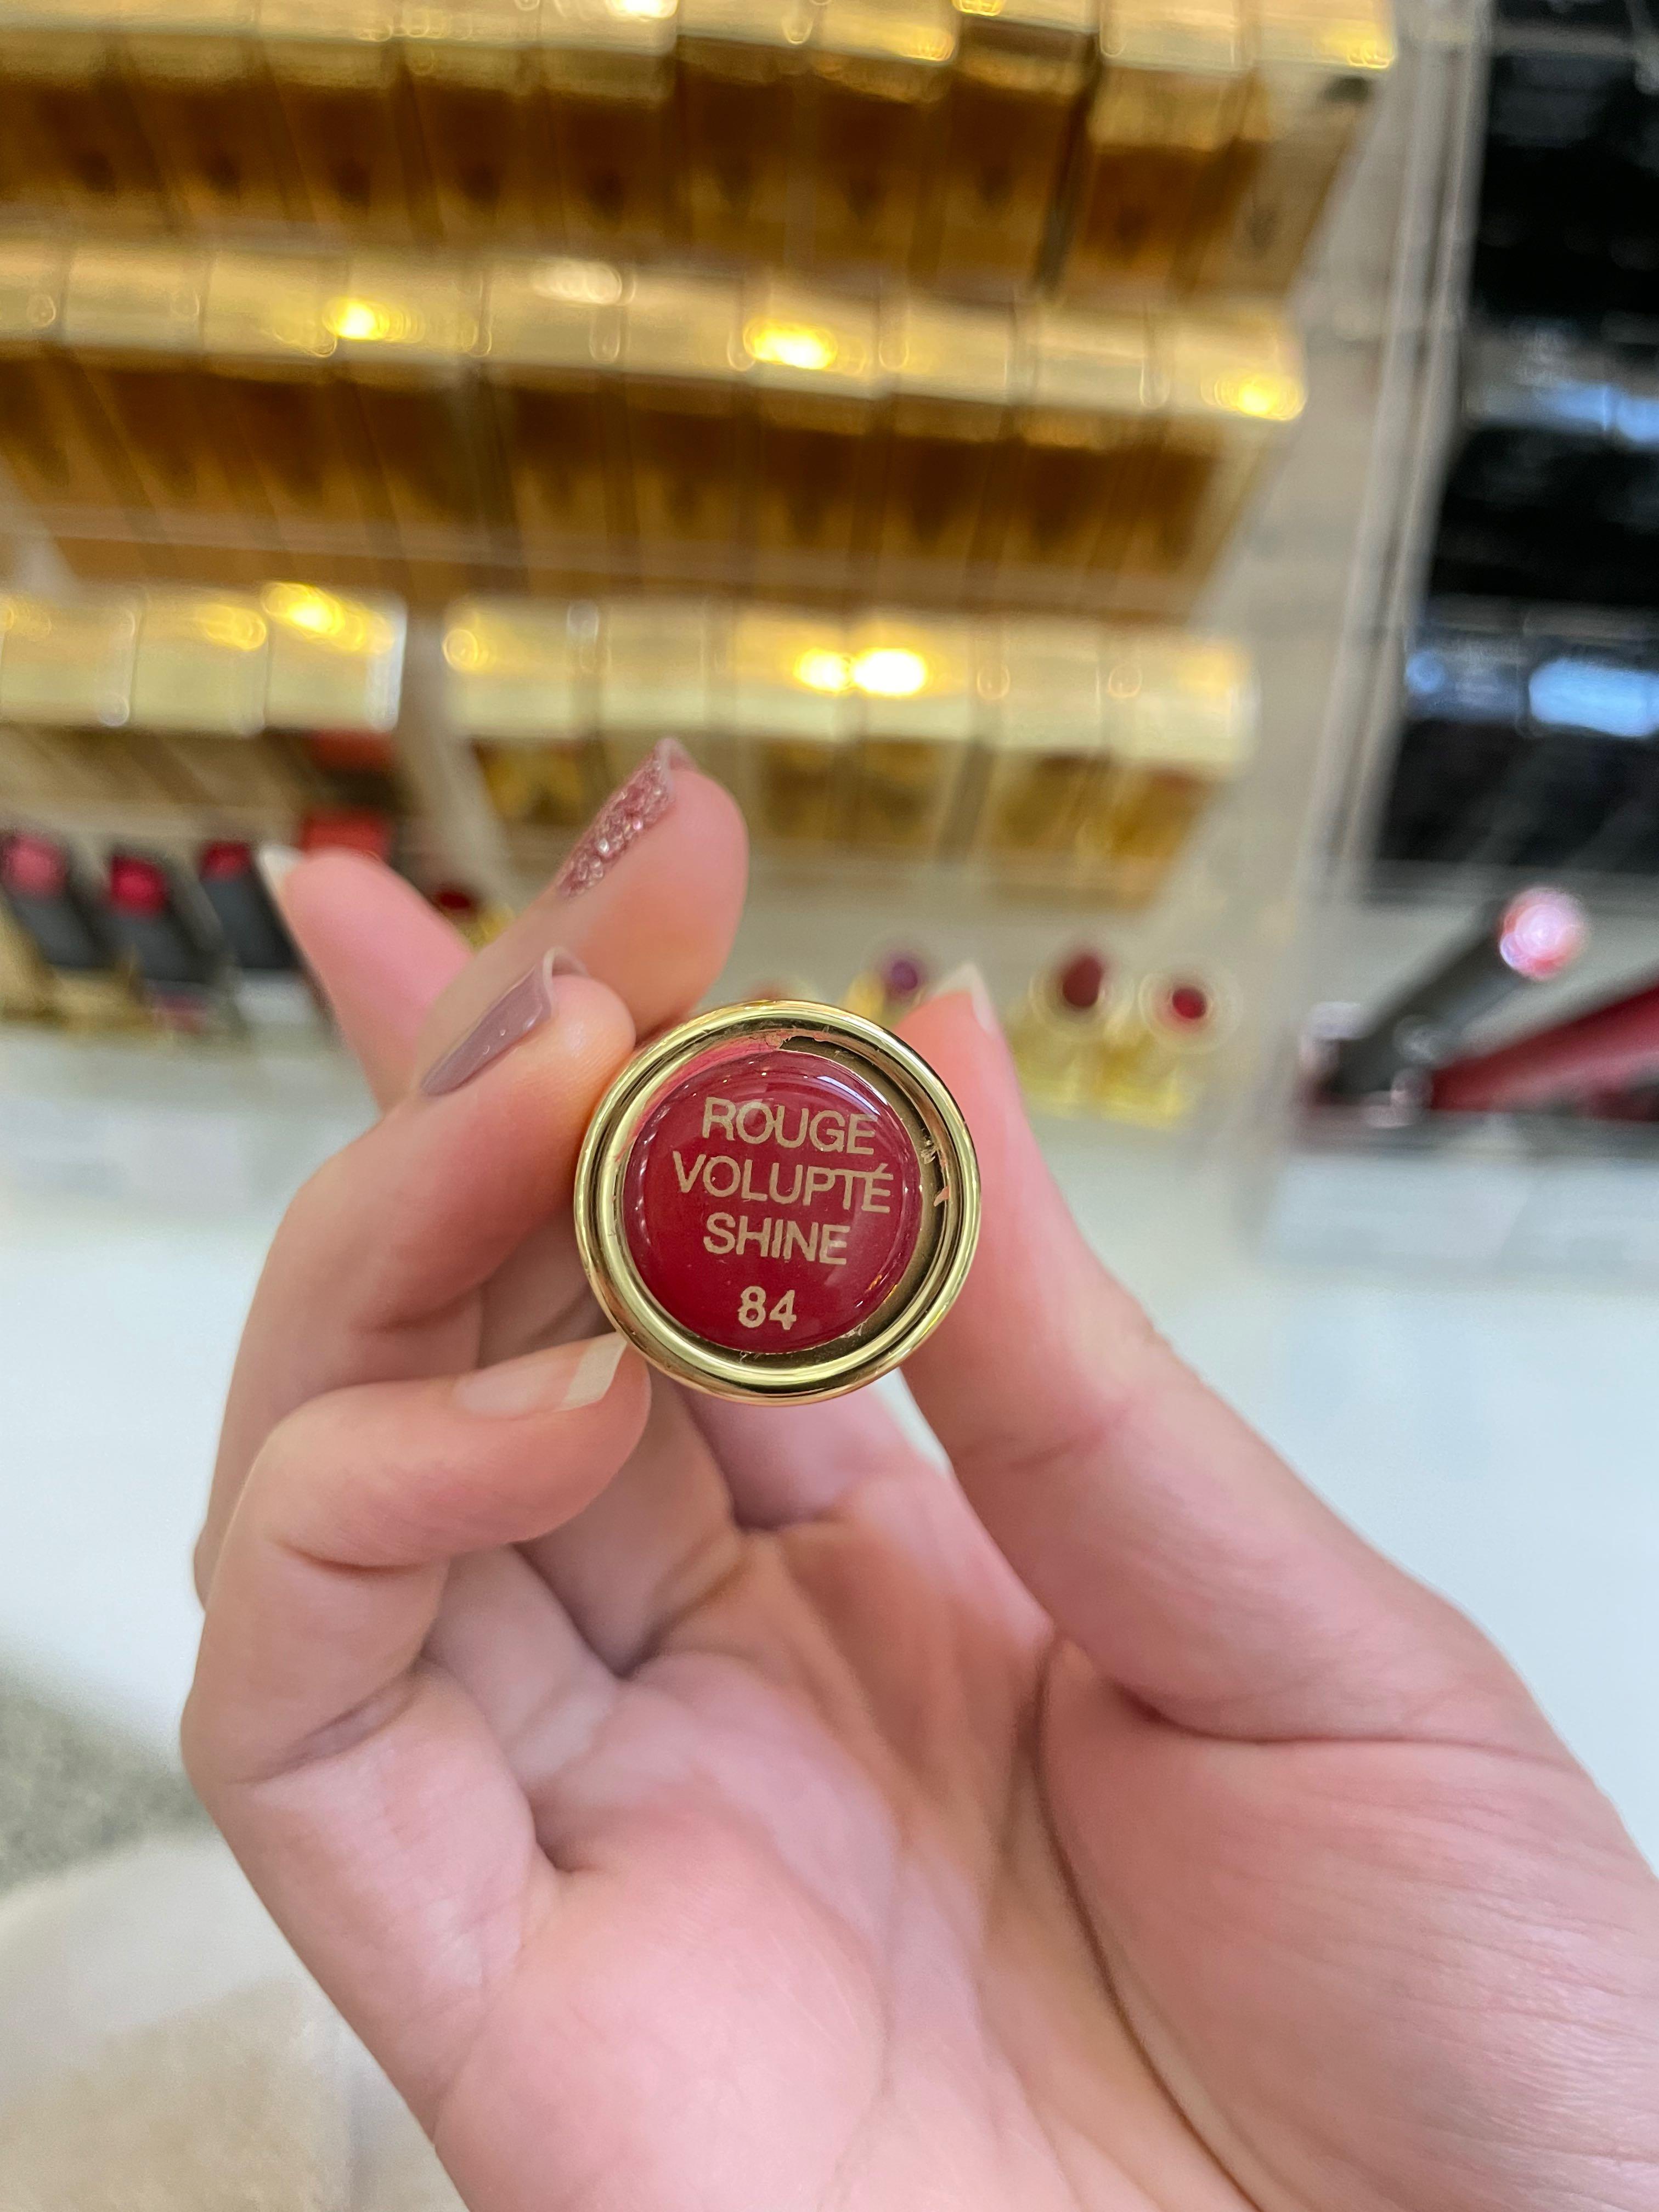 ROUGE
VOLUPTÉ
SHINE
84